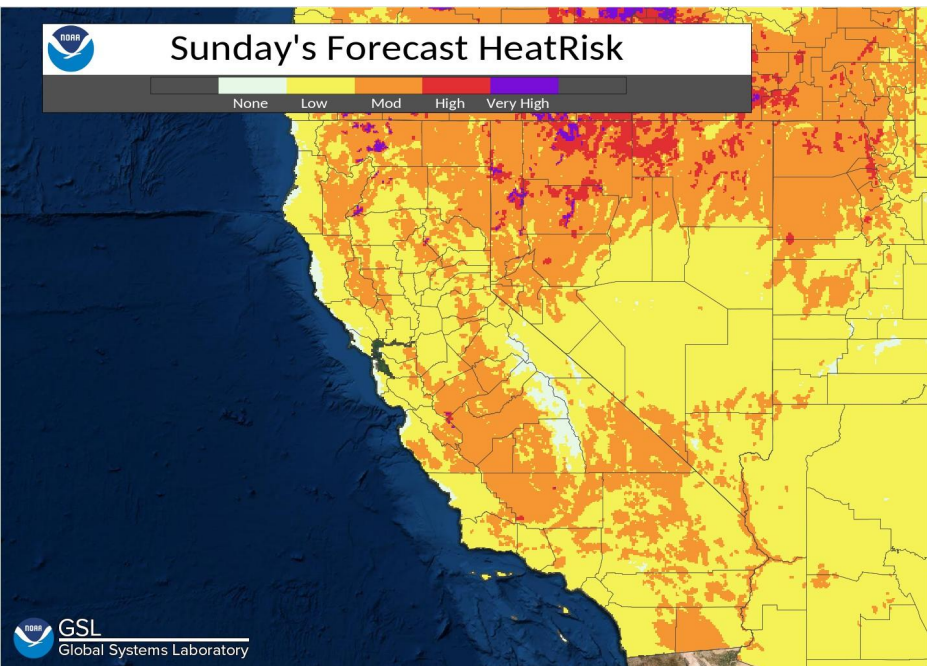 NOAA
Sunday's Forecast HeatRisk
None Low Mod High Very High
NOAA
GSL
Global Systems Laboratory